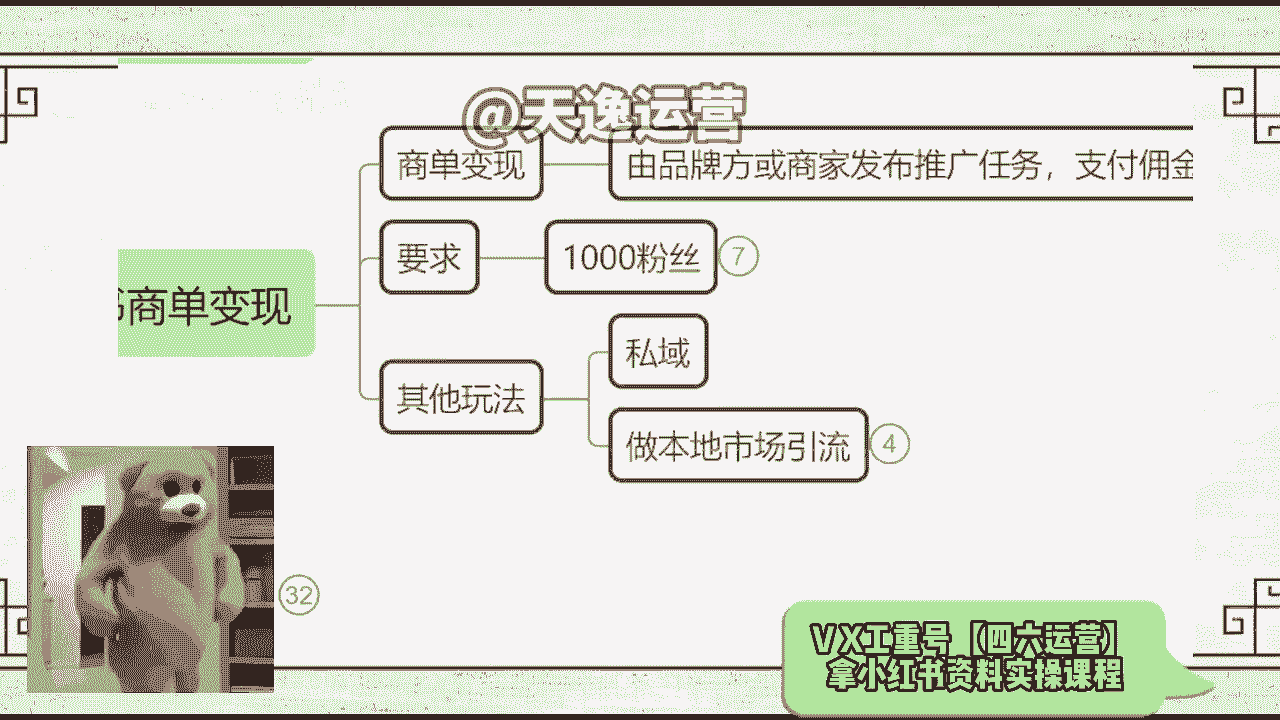 @天逸运营
商单变现
由品牌方或商家发布推广任务，支付佣金
要求
1000粉丝
7
书商单变现
私域
其他玩法
做本地市场引流
4
32
VX工重号【四六运营】
拿小红书资料实操课程